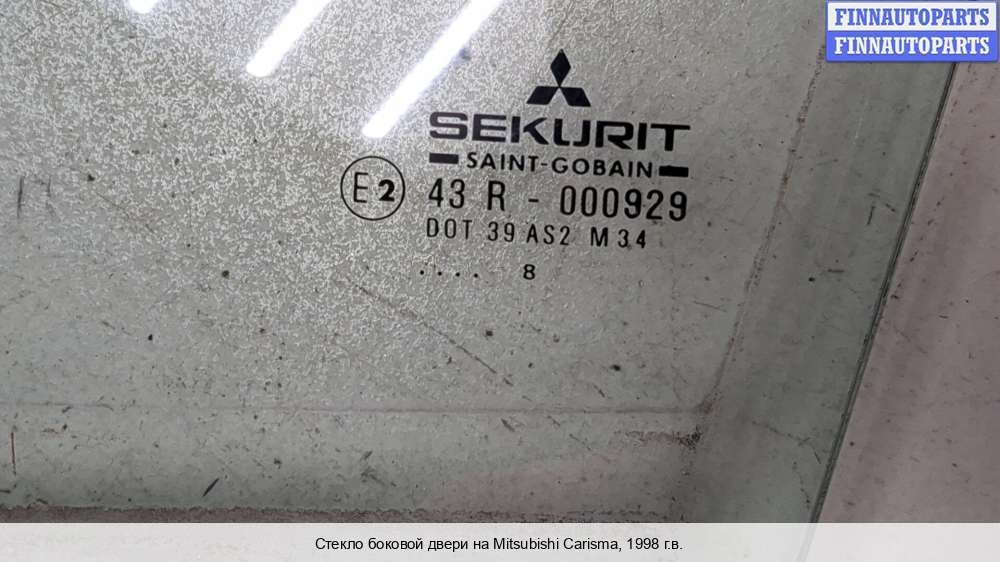 FINNAUTOPARTS
FINNAUTOPARTS
SEKURIT
SAINT-GOBAIN
E2 43 R - 000929
DOT 39 AS2 M34
.... 8
Стекло боковой двери на Mitsubishi Carisma, 1998 г.в.